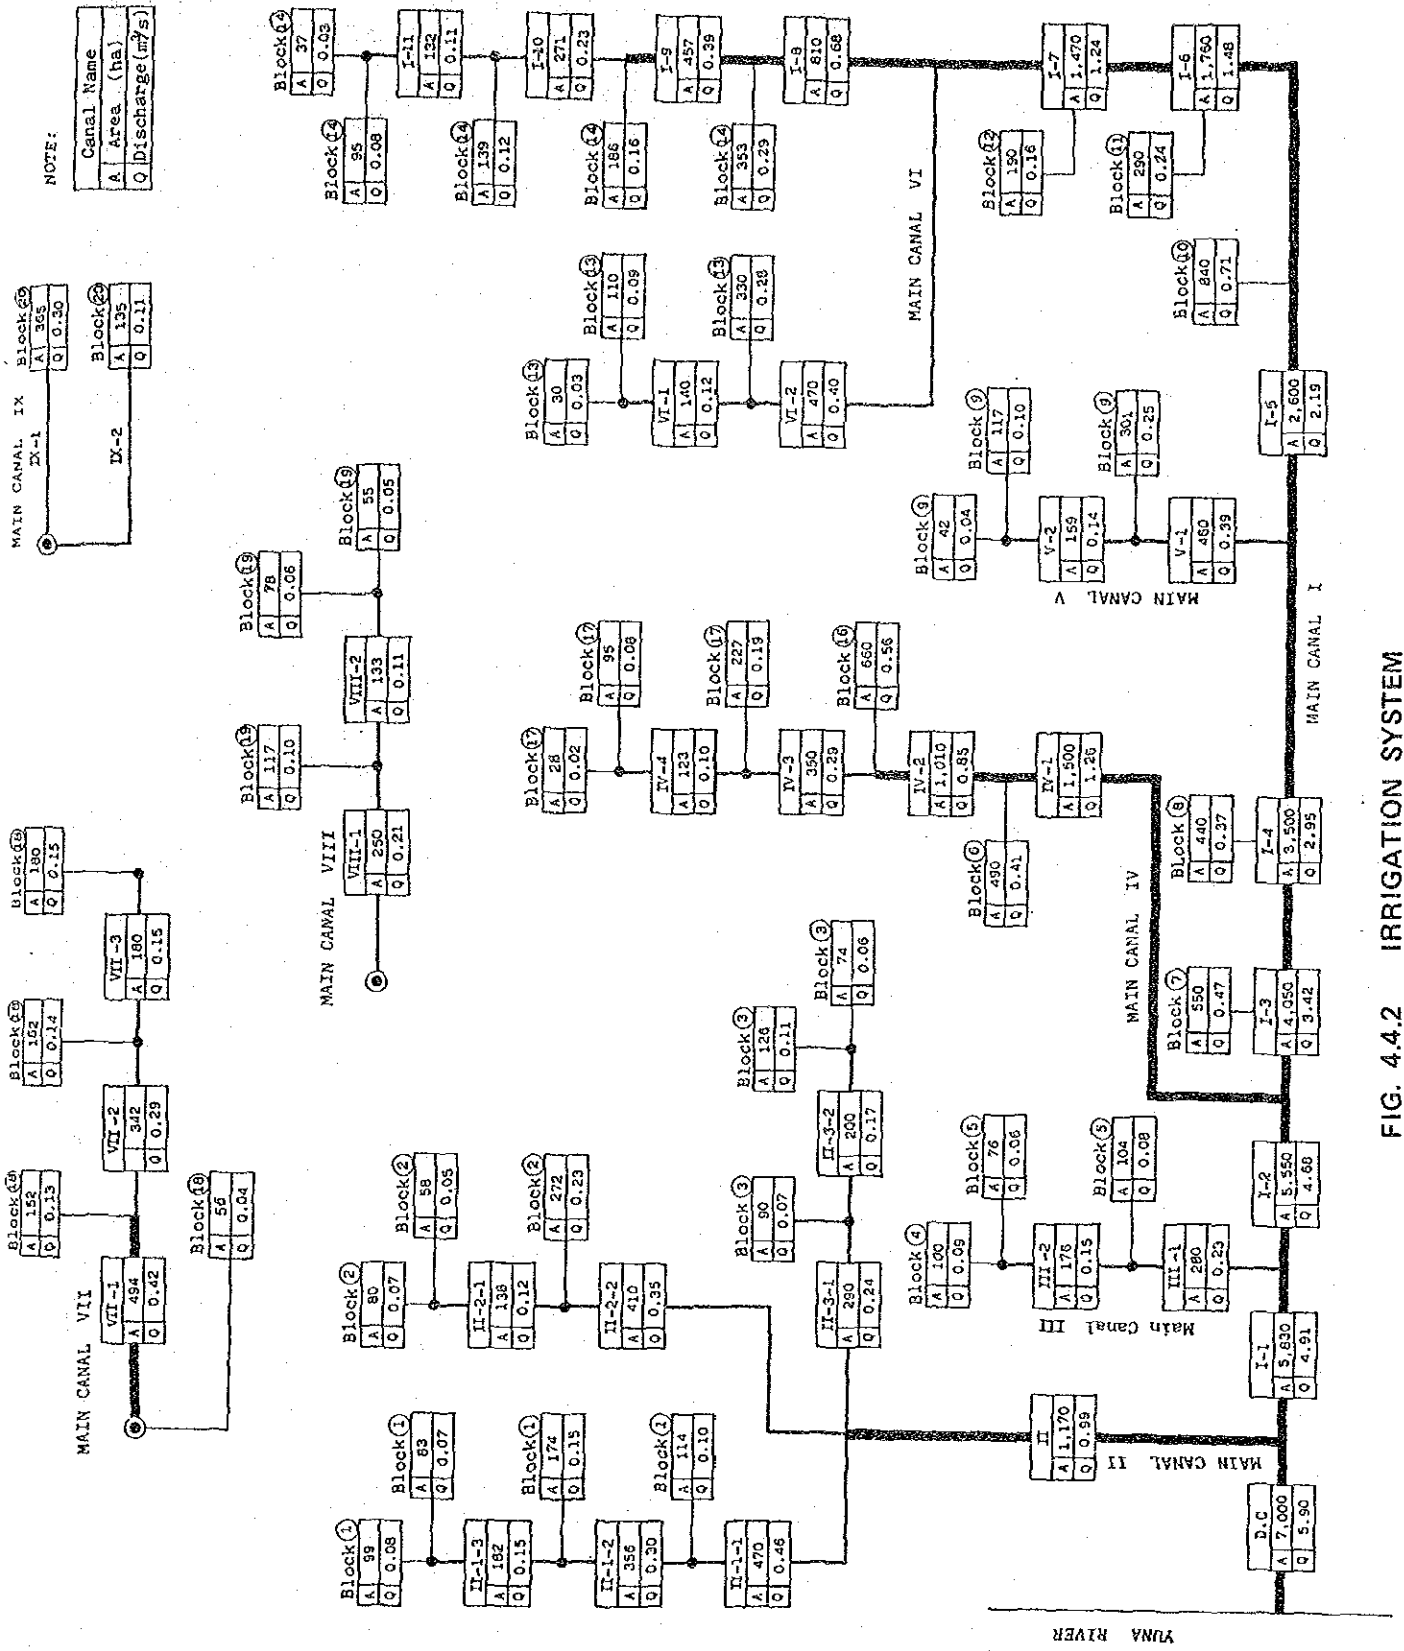 NOTE:
Canal Name
A Area (ha)
Q Discharge(m³/s)
MAIN CANAL IX
IX-1
Block 20
A 365
Q 0.30
IX-2
Block 20
A 135
Q 0.11
Block 14
A 37
Q 0.03
Block 14
A 95
Q 0.08
I-11
A 132
Q 0.11
Block 14
A 139
Q 0.12
I-10
A 271
Q 0.23
Block 14
A 186
Q 0.16
I-9
A 457
Q 0.39
Block 14
A 353
Q 0.29
I-8
A 810
Q 0.68
MAIN CANAL VI
Block 13
A 30
Q 0.03
Block 13
A 110
Q 0.09
VI-1
A 140
Q 0.12
Block 13
A 330
Q 0.28
VI-2
A 470
Q 0.40
Block 12
A 190
Q 0.16
I-7
A 1,470
Q 1.24
Block 11
A 290
Q 0.24
I-6
A 1,760
Q 1.48
Block 10
A 840
Q 0.71
I-5
A 2,600
Q 2.19
Block 9
A 42
Q 0.04
Block 9
A 117
Q 0.10
V-2
A 159
Q 0.14
Block 9
A 301
Q 0.25
V-1
A 460
Q 0.39
MAIN CANAL V
MAIN CANAL I
MAIN CANAL VIII
VIII-1
A 250
Q 0.21
Block 19
A 117
Q 0.10
VIII-2
A 133
Q 0.11
Block 19
A 78
Q 0.06
Block 19
A 55
Q 0.05
Block 17
A 28
Q 0.02
Block 17
A 95
Q 0.08
IV-4
A 123
Q 0.10
Block 17
A 227
Q 0.19
IV-3
A 350
Q 0.29
Block 16
A 660
Q 0.56
IV-2
A 1,010
Q 0.85
Block 6
A 490
Q 0.41
IV-1
A 1,500
Q 1.26
MAIN CANAL IV
Block 8
A 440
Q 0.37
I-4
A 3,500
Q 2.95
Block 7
A 550
Q 0.47
I-3
A 4,050
Q 3.42
MAIN CANAL VII
VII-1
A 494
Q 0.42
Block 18
A 152
Q 0.13
VII-2
A 342
Q 0.29
Block 18
A 162
Q 0.14
VII-3
A 180
Q 0.15
Block 18
A 180
Q 0.15
Block 18
A 56
Q 0.04
Block 1
A 99
Q 0.08
Block 1
A 83
Q 0.07
II-1-3
A 182
Q 0.15
Block 1
A 174
Q 0.15
II-1-2
A 356
Q 0.30
Block 1
A 114
Q 0.10
II-1-1
A 470
Q 0.46
Block 2
A 80
Q 0.07
Block 2
A 58
Q 0.05
II-2-1
A 138
Q 0.12
Block 2
A 272
Q 0.23
II-2-2
A 410
Q 0.35
II-3-1
A 290
Q 0.24
Block 3
A 90
Q 0.07
II-3-2
A 200
Q 0.17
Block 3
A 126
Q 0.11
Block 3
A 74
Q 0.06
Block 4
A 100
Q 0.09
Block 5
A 76
Q 0.06
III-2
A 176
Q 0.15
Block 5
A 104
Q 0.08
III-1
A 280
Q 0.23
Main Canal III
I-2
A 5,550
Q 4.68
I-1
A 5,830
Q 4.91
II
A 1,170
Q 0.99
MAIN CANAL II
D.C
A 7,000
Q 5.90
YUNA RIVER
FIG. 4.4.2 IRRIGATION SYSTEM